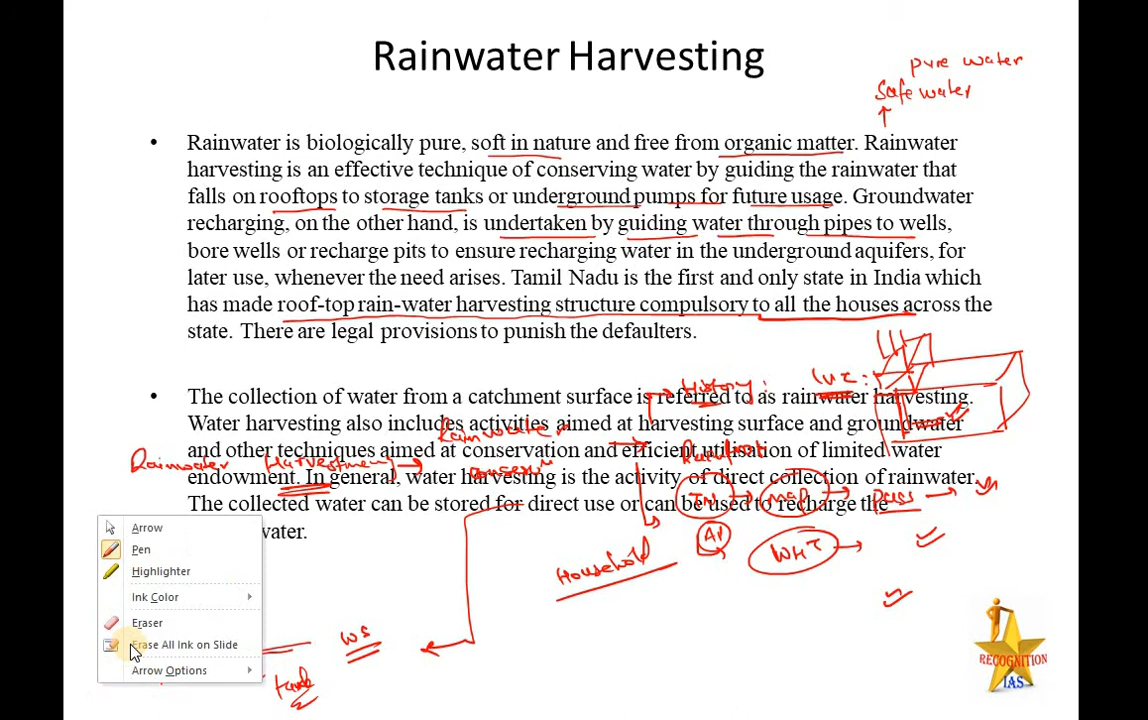 Rainwater Harvesting
pure water
Safe water
• Rainwater is biologically pure, soft in nature and free from organic matter. Rainwater
harvesting is an effective technique of conserving water by guiding the rainwater that
falls on rooftops to storage tanks or underground pumps for future usage. Groundwater
recharging, on the other hand, is undertaken by guiding water through pipes to wells,
bore wells or recharge pits to ensure recharging water in the underground aquifers, for
later use, whenever the need arises. Tamil Nadu is the first and only state in India which
has made roof-top rain-water harvesting structure compulsory to all the houses across the
state. There are legal provisions to punish the defaulters.
History:
• The collection of water from a catchment surface is referred to as rainwater harvesting.
Water harvesting also includes activities aimed at harvesting surface and groundwater
Rainwater
and other techniques aimed at conservation and efficient utilisation of limited water
Rainwater
endowment. In general, water harvesting is the activity of direct collection of rainwater.
TN
map
pass
The collected water can be stored for direct use or can be used to recharge the
water.
AP
WHT
Household
Arrow
Pen
Highlighter
Ink Color
Eraser
Erase All Ink on Slide
Arrow Options
WS
tank
RECOGNITION
IAS